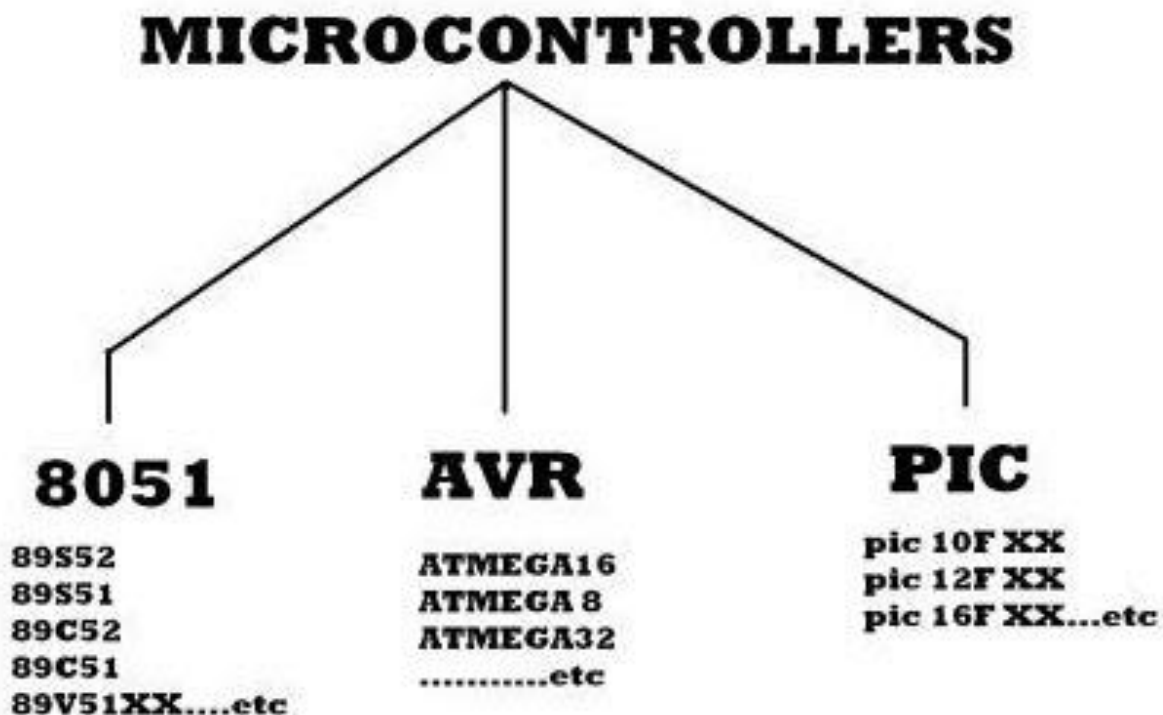 MICROCONTROLLERS
8051
89S52
89S51
89C52
89C51
89V51XX....etc
AVR
ATMEGA16
ATMEGA 8
ATMEGA32
...........etc
PIC
pic 10F XX
pic 12F XX
pic 16F XX...etc